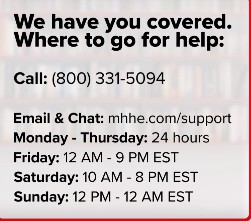 We have you covered.
Where to go for help:
Call: (800) 331-5094
Email & Chat: mhhe.com/support
Monday - Thursday: 24 hours
Friday: 12 AM - 9 PM EST
Saturday: 10 AM - 8 PM EST
Sunday: 12 PM - 12 AM EST